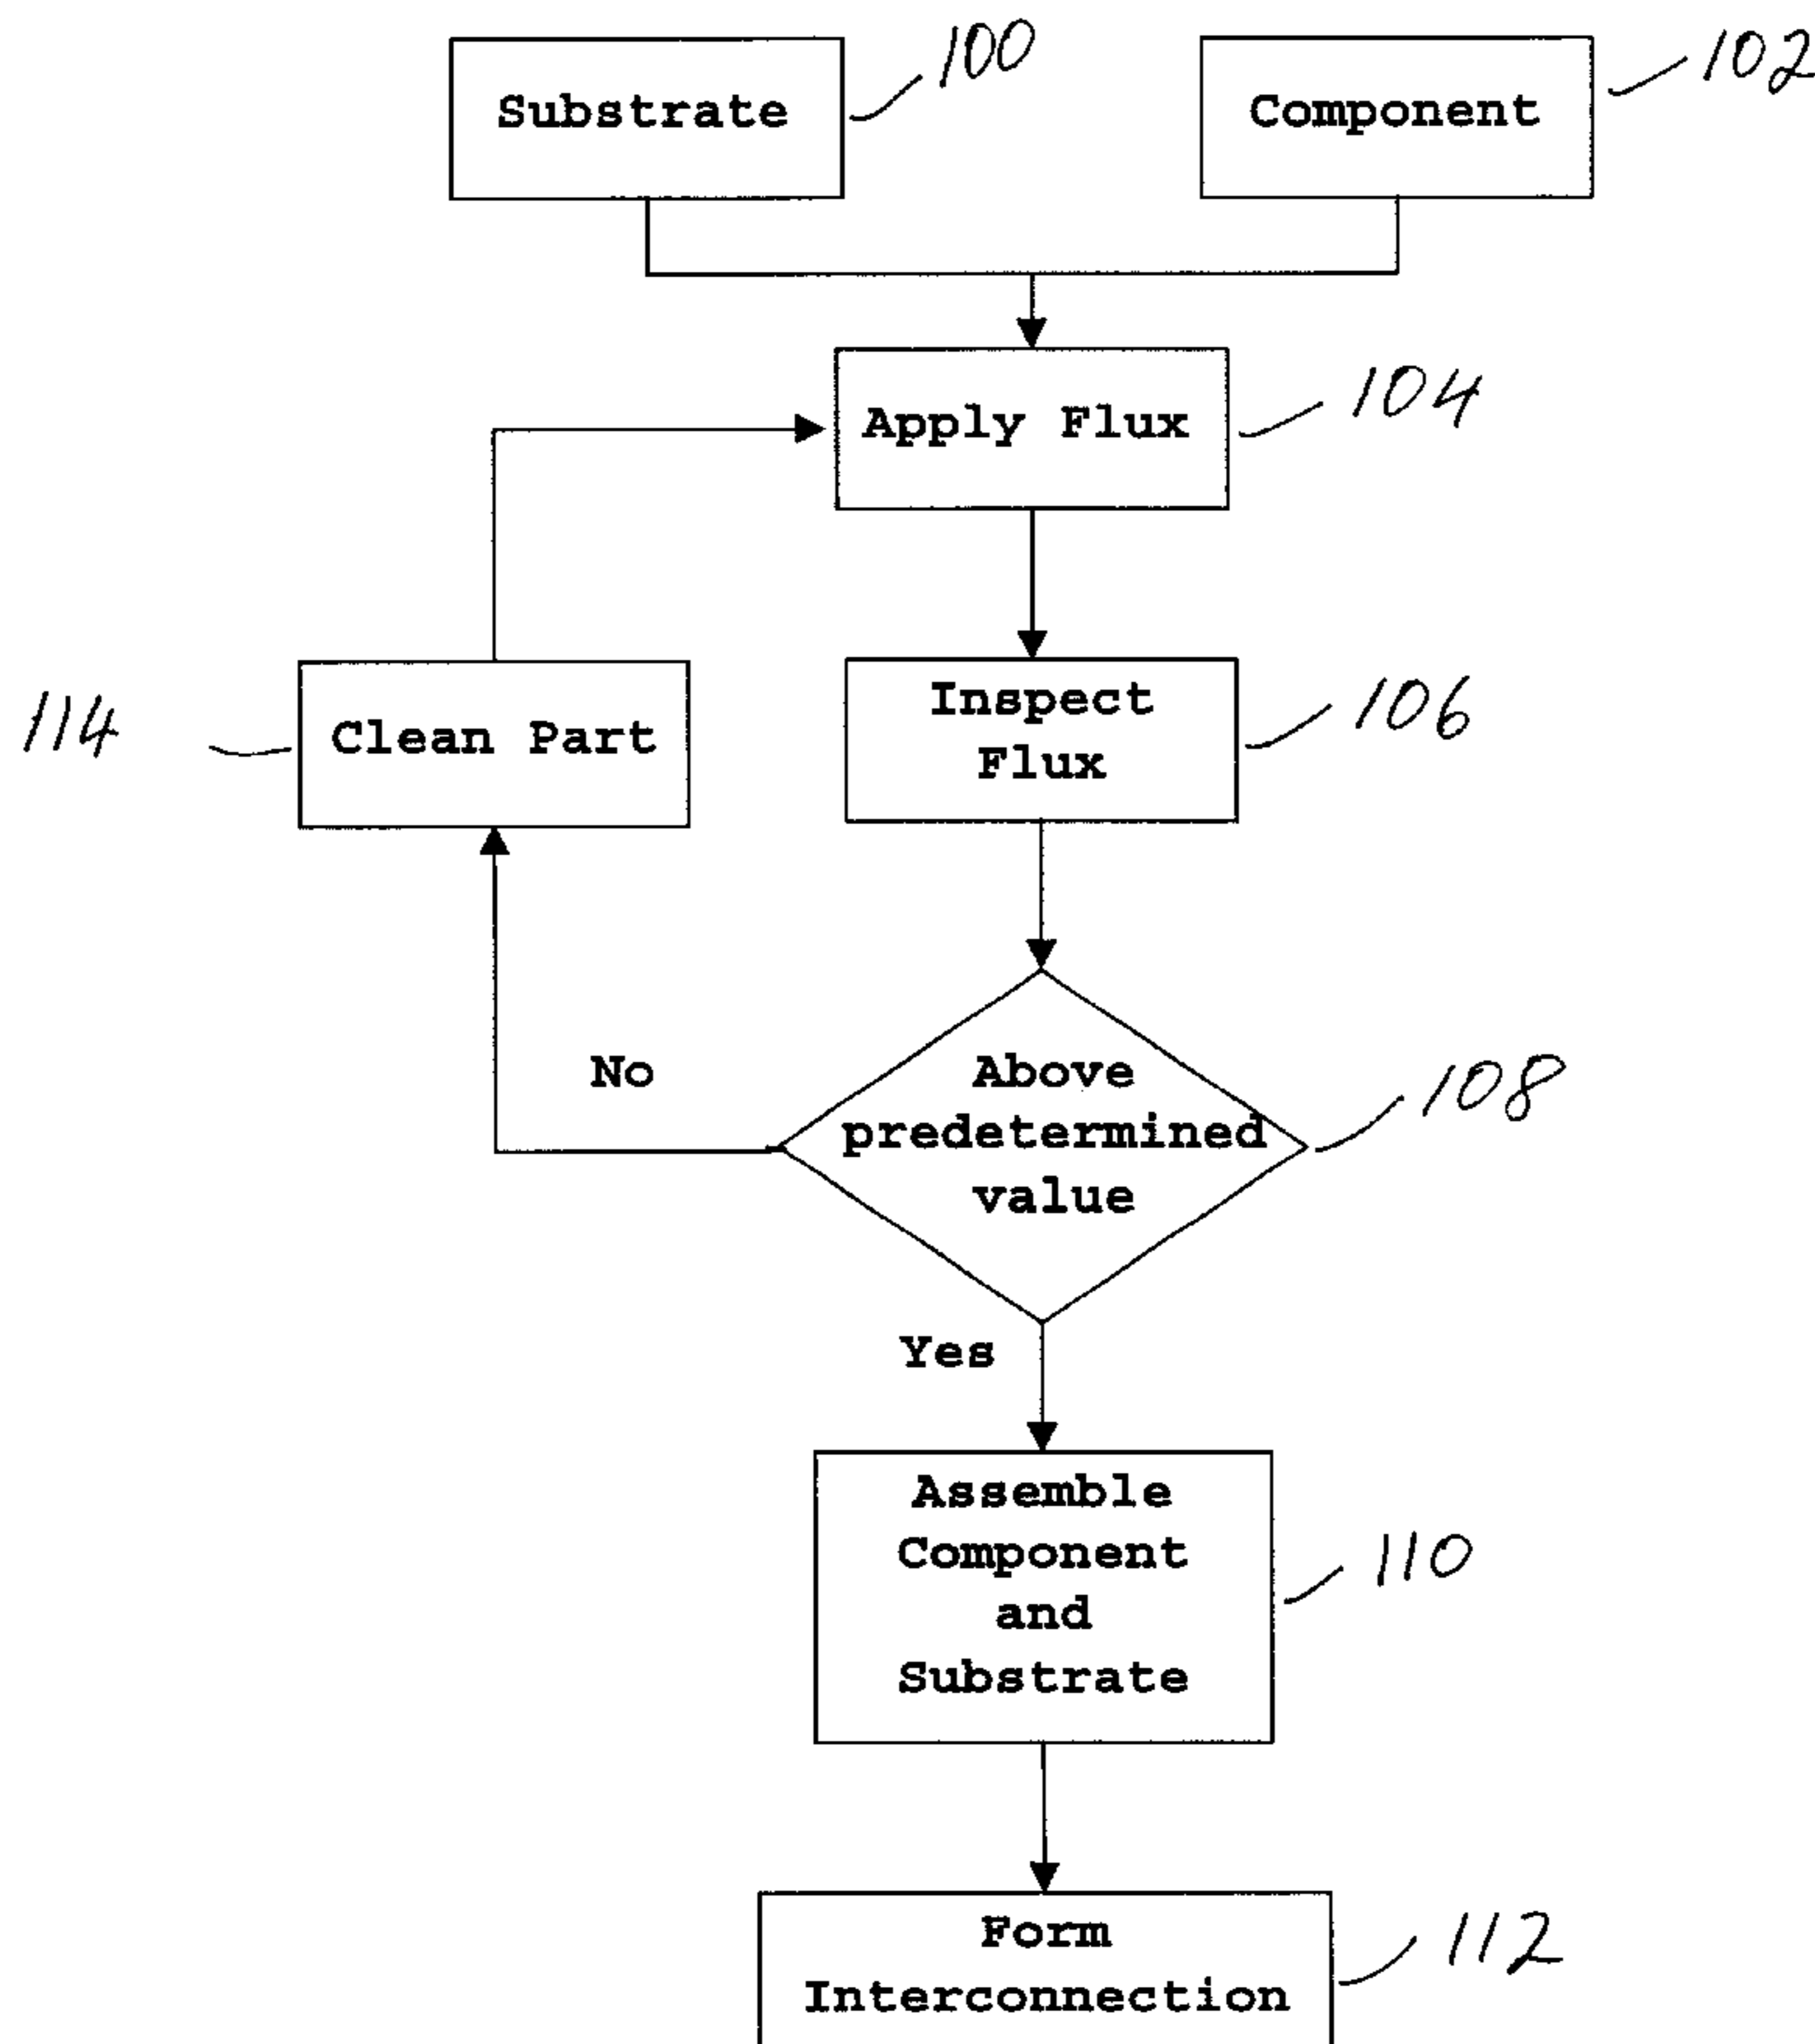 Substrate
100
Component
102
Apply Flux
104
Inspect
Flux
106
114
Clean Part
No
Above
predetermined
value
108
Yes
Assemble
Component
and
Substrate
110
Form
Interconnection
112